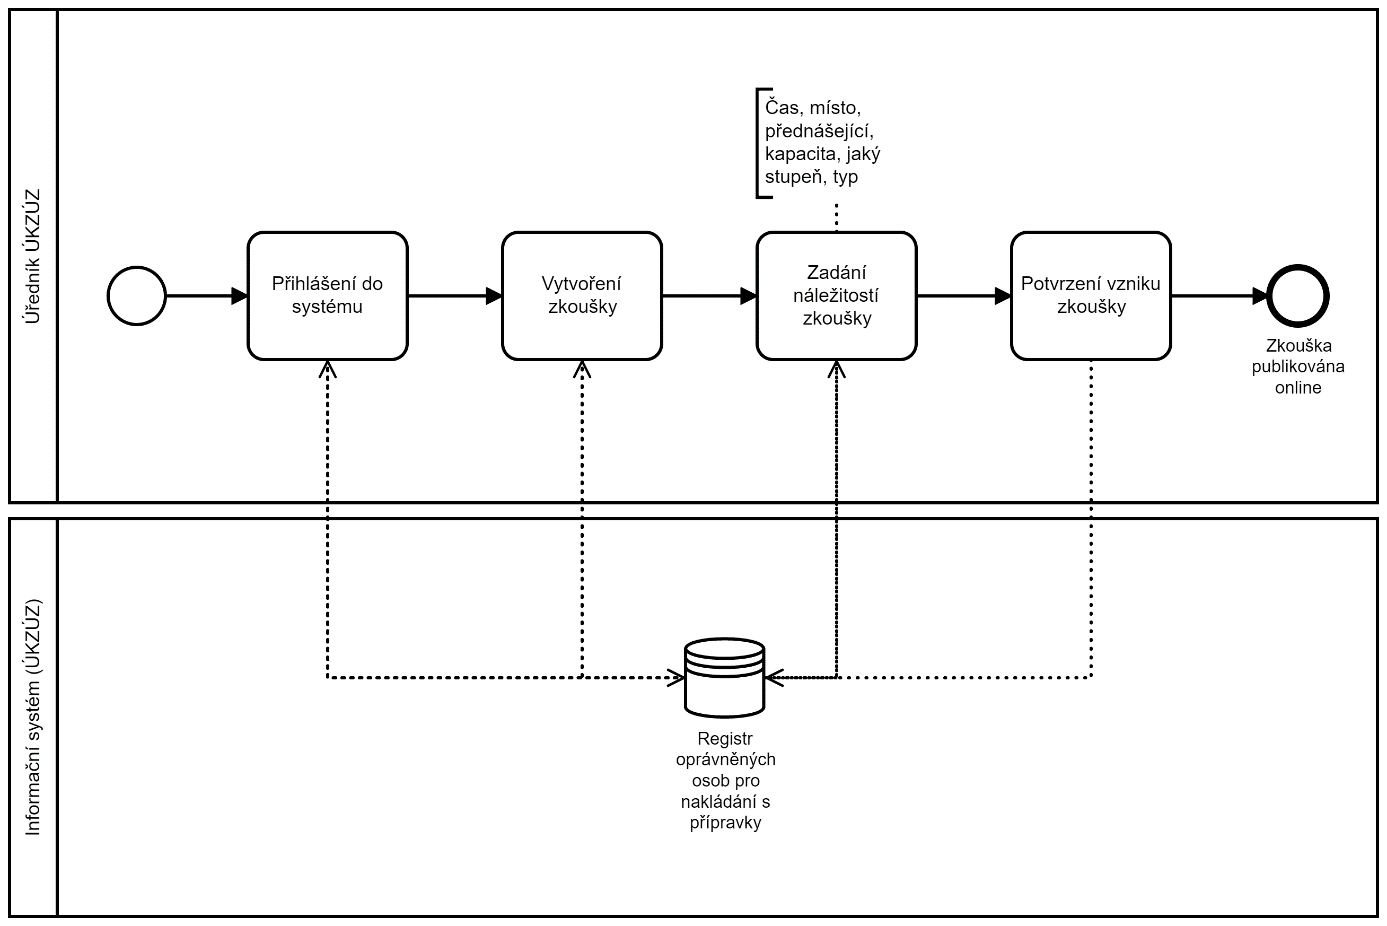 Úředník ÚKZÚZ
Čas, místo,
přednášející,
kapacita, jaký
stupeň, typ
Přihlášení do
systému
Vytvoření
zkoušky
Zadání
náležitostí
zkoušky
Potvrzení vzniku
zkoušky
Zkouška
publikována
online
Informační systém (ÚKZÚZ)
Registr
oprávněných
osob pro
nakládání s
přípravky